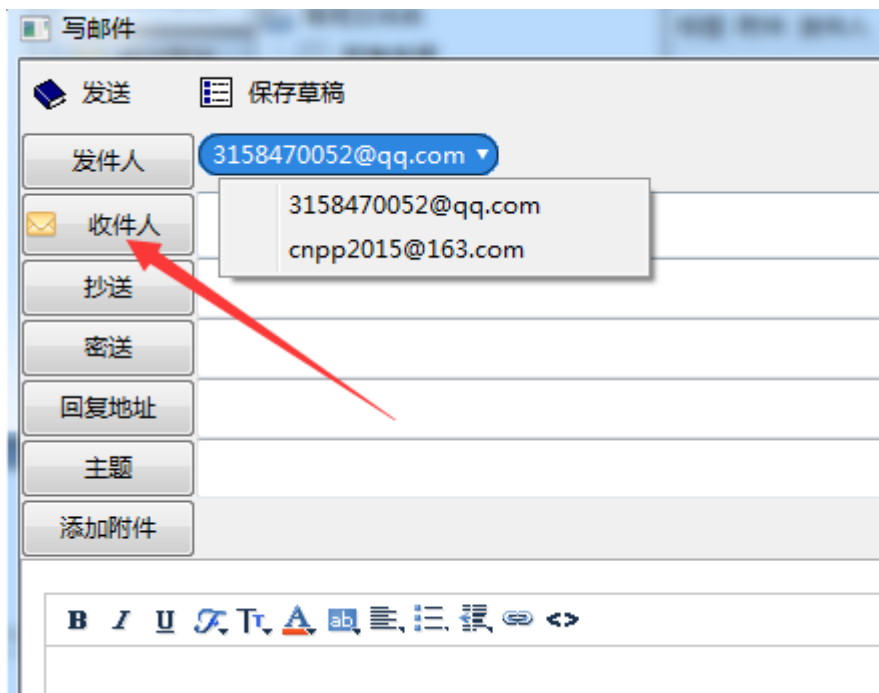 写邮件
发送 保存草稿
发件人 3158470052@qq.com
3158470052@qq.com
收件人
cnpp2015@163.com
抄送
密送
回复地址
主题
添加附件
B I U F Tт A ab <>